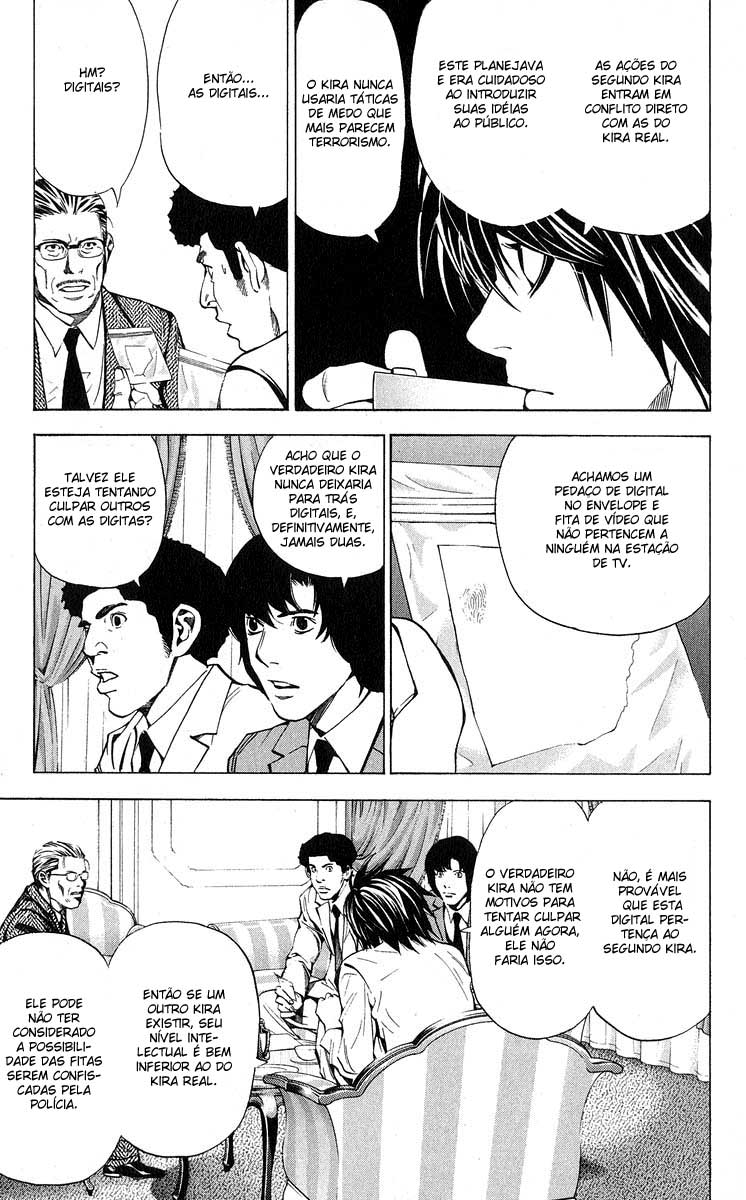 AS AÇÕES DO
SEGUNDO KIRA
ENTRAM EM
CONFLITO DIRETO
COM AS DO
KIRA REAL.
ESTE PLANEJAVA
E ERA CUIDADOSO
AO INTRODUZIR
SUAS IDÉIAS
AO PÚBLICO.
O KIRA NUNCA
USARIA TÁTICAS
DE MEDO QUE
MAIS PARECEM
TERRORISMO.
ENTÃO...
AS DIGITAIS...
HM?
DIGITAIS?
ACHAMOS UM
PEDAÇO DE DIGITAL
NO ENVELOPE E
FITA DE VÍDEO QUE
NÃO PERTENCEM A
NINGUÉM NA ESTAÇÃO
DE TV.
ACHO QUE O
VERDADEIRO KIRA
NUNCA DEIXARIA
PARA TRÁS
DIGITAIS, E,
DEFINITIVAMENTE,
JAMAIS DUAS.
TALVEZ ELE
ESTEJA TENTANDO
CULPAR OUTROS
COM AS DIGITAS?
NÃO, É MAIS
PROVÁVEL
QUE ESTA
DIGITAL PER-
TENÇA AO
SEGUNDO KIRA.
O VERDADEIRO
KIRA NÃO TEM
MOTIVOS PARA
TENTAR CULPAR
ALGUÉM AGORA,
ELE NÃO
FARIA ISSO.
ENTÃO SE UM
OUTRO KIRA
EXISTIR, SEU
NÍVEL INTE-
LECTUAL É BEM
INFERIOR AO DO
KIRA REAL.
ELE PODE
NÃO TER
CONSIDERADO
A POSSIBILI-
DADE DAS FITAS
SEREM CONFIS-
CADAS PELA
POLÍCIA.